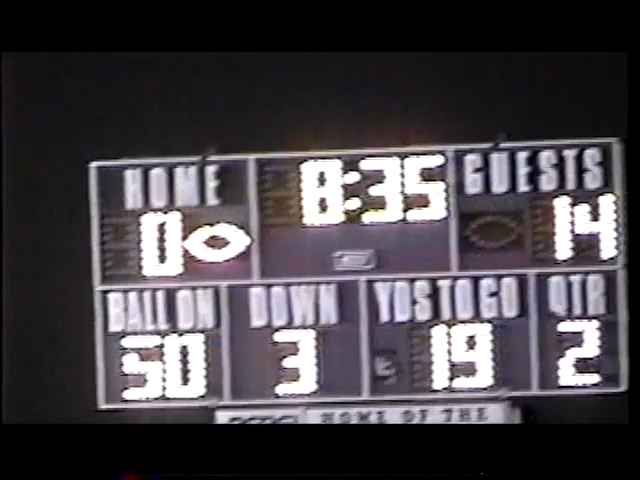 HOME 8:35 GUESTS
0 14
BALL ON DOWN YDS TO GO QTR
50 3 19 2
HOME OF THE